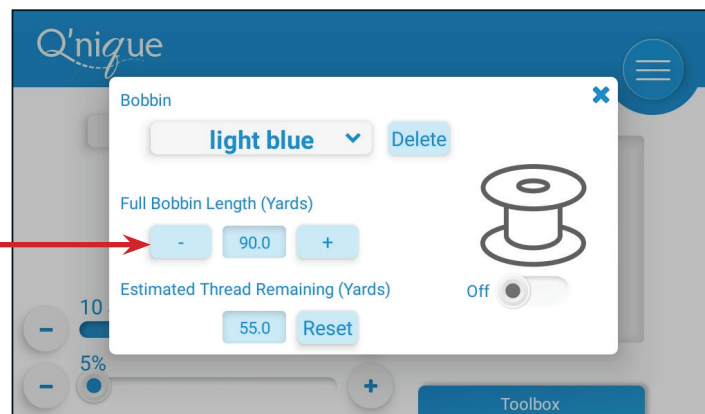 Q'nique
Bobbin
light blue
Delete
Full Bobbin Length (Yards)
- 90.0 +
Estimated Thread Remaining (Yards)
Off
55.0 Reset
10
-
5%
- +
Toolbox